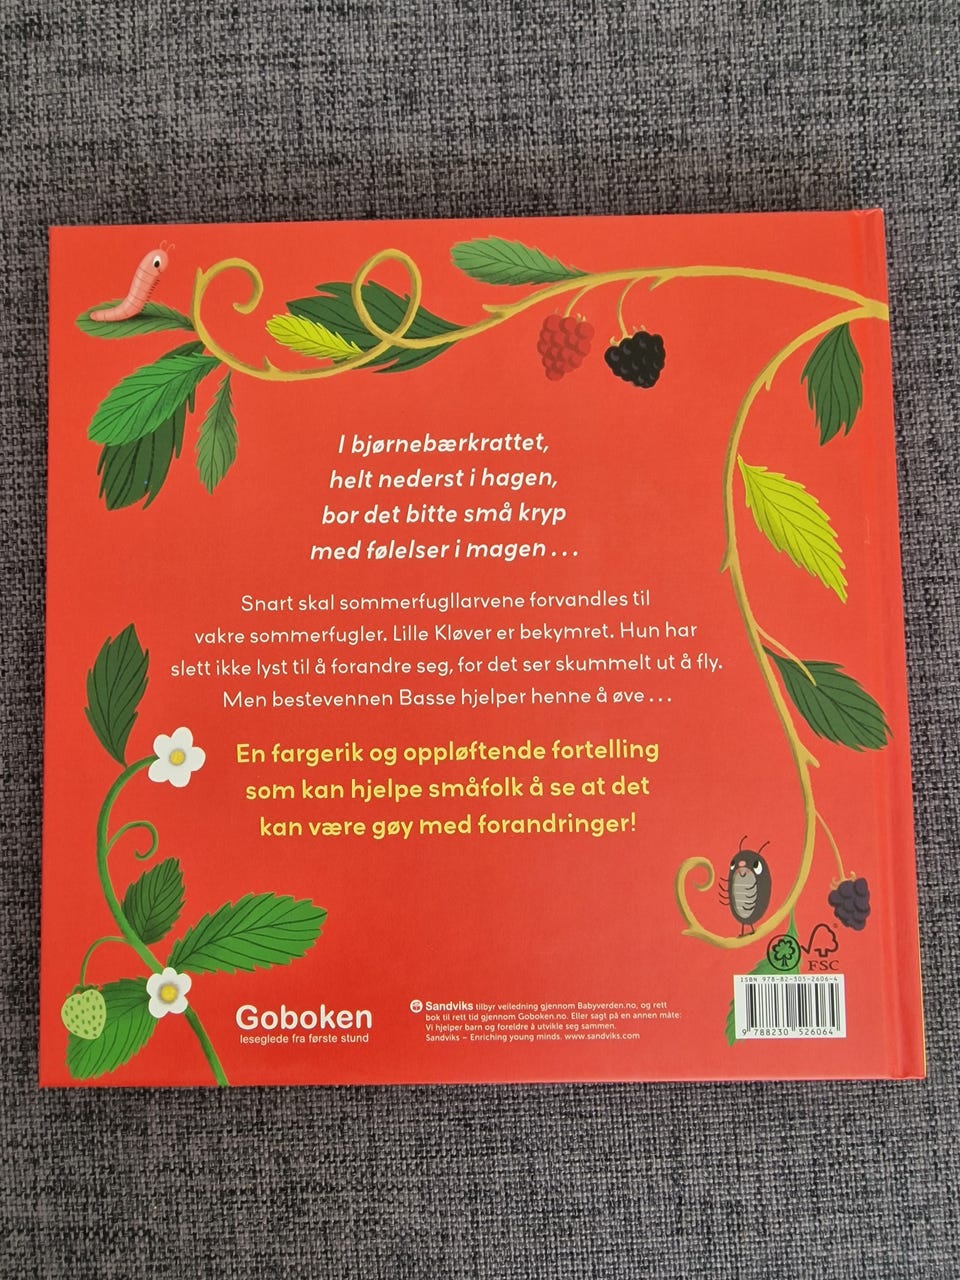 I bjørnebærkrattet,
helt nederst i hagen,
bor det bitte små kryp
med følelser i magen...
Snart skal sommerfugllarvene forvandles til
vakre sommerfugler. Lille Kløver er bekymret. Hun har
slett ikke lyst til å forandre seg, for det ser skummelt ut å fly.
Men bestevennen Basse hjelper henne å øve...
En fargerik og oppløftende fortelling
som kan hjelpe småfolk å se at det
kan være gøy med forandringer!
Goboken
leseglede fra første stund
Sandviks tilbyr veiledning gjennom Babyverden.no, og rett
bok til rett tid gjennom Goboken.no. Eller sagt på en annen måte:
Vi hjelper barn og foreldre å utvikle seg sammen.
Sandviks – Enriching young minds. www.sandviks.com
FSC
ISBN 978-82-305-2606-4
9 788230 526064